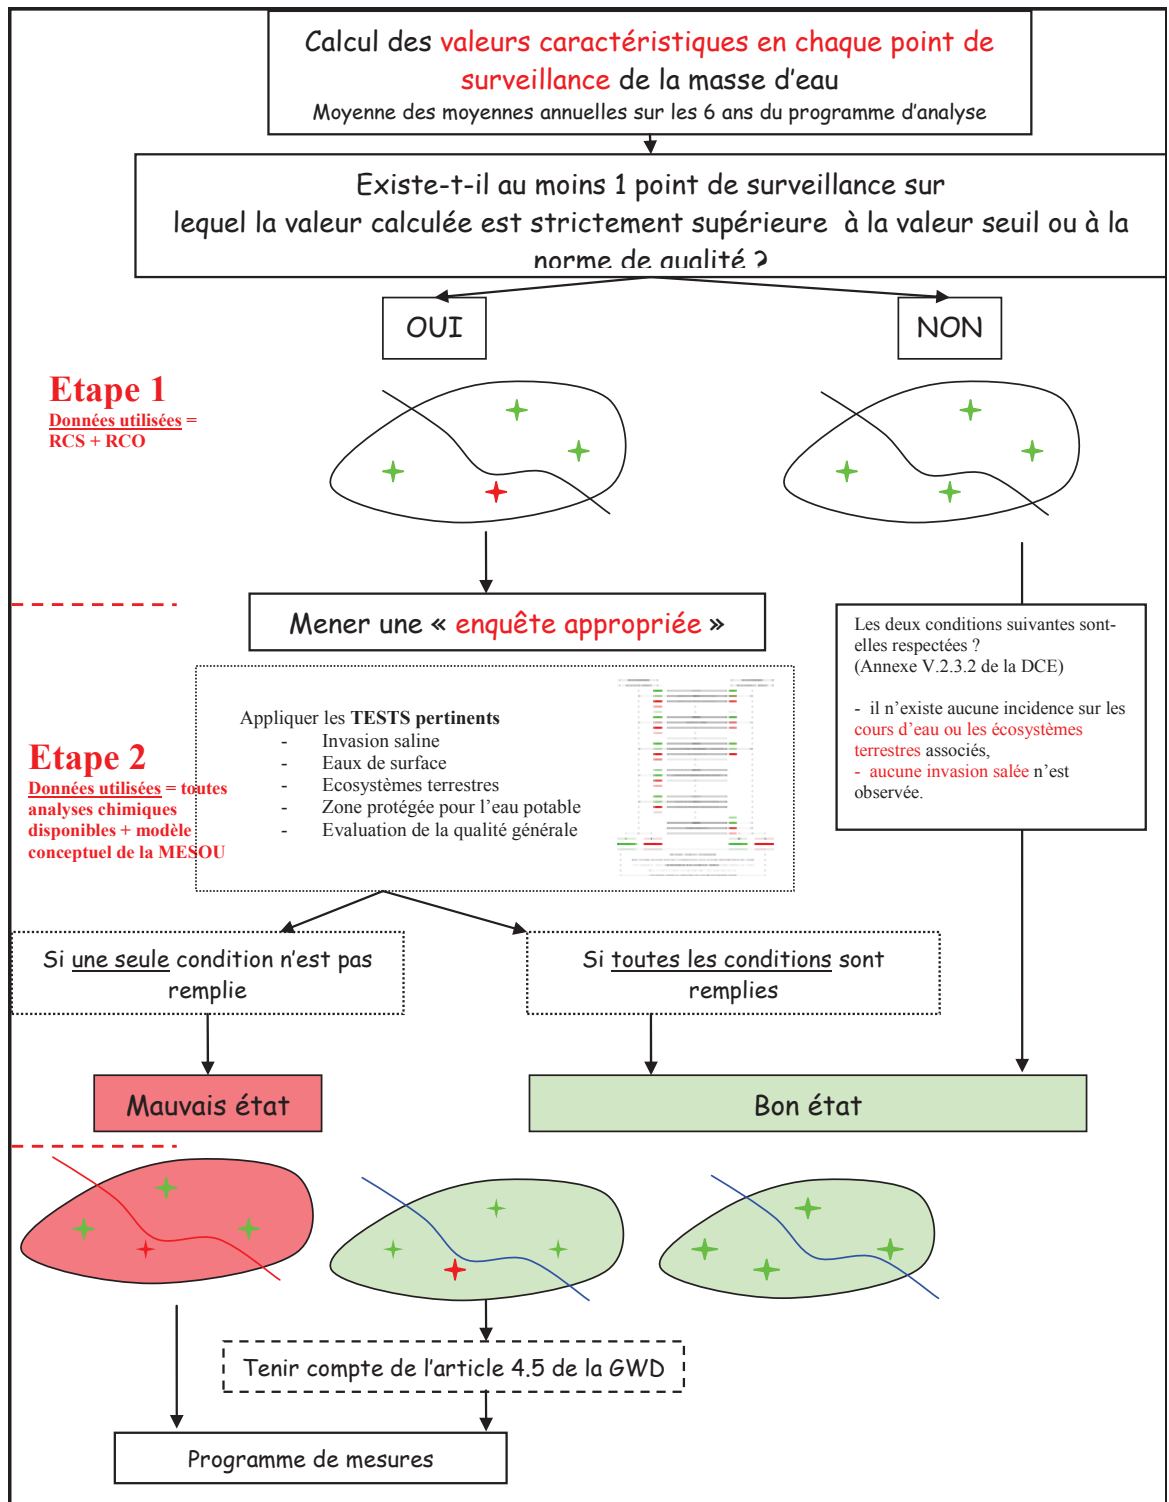 Calcul des valeurs caractéristiques en chaque point de
surveillance de la masse d'eau
Moyenne des moyennes annuelles sur les 6 ans du programme d'analyse
Existe-t-il au moins 1 point de surveillance sur
lequel la valeur calculée est strictement supérieure à la valeur seuil ou à la
norme de qualité ?
OUI
NON
Etape 1
Données utilisées =
RCS + RCO
Mener une « enquête appropriée »
Les deux conditions suivantes sont-
elles respectées ?
(Annexe V.2.3.2 de la DCE)
- il n'existe aucune incidence sur les
cours d'eau ou les écosystèmes
terrestres associés,
- aucune invasion salée n'est
observée.
Appliquer les TESTS pertinents
- Invasion saline
- Eaux de surface
- Ecosystèmes terrestres
- Zone protégée pour l'eau potable
- Evaluation de la qualité générale
Etape 2
Données utilisées = toutes
analyses chimiques
disponibles + modèle
conceptuel de la MESOU
Si une seule condition n'est pas
remplie
Si toutes les conditions sont
remplies
Mauvais état
Bon état
Tenir compte de l'article 4.5 de la GWD
Programme de mesures